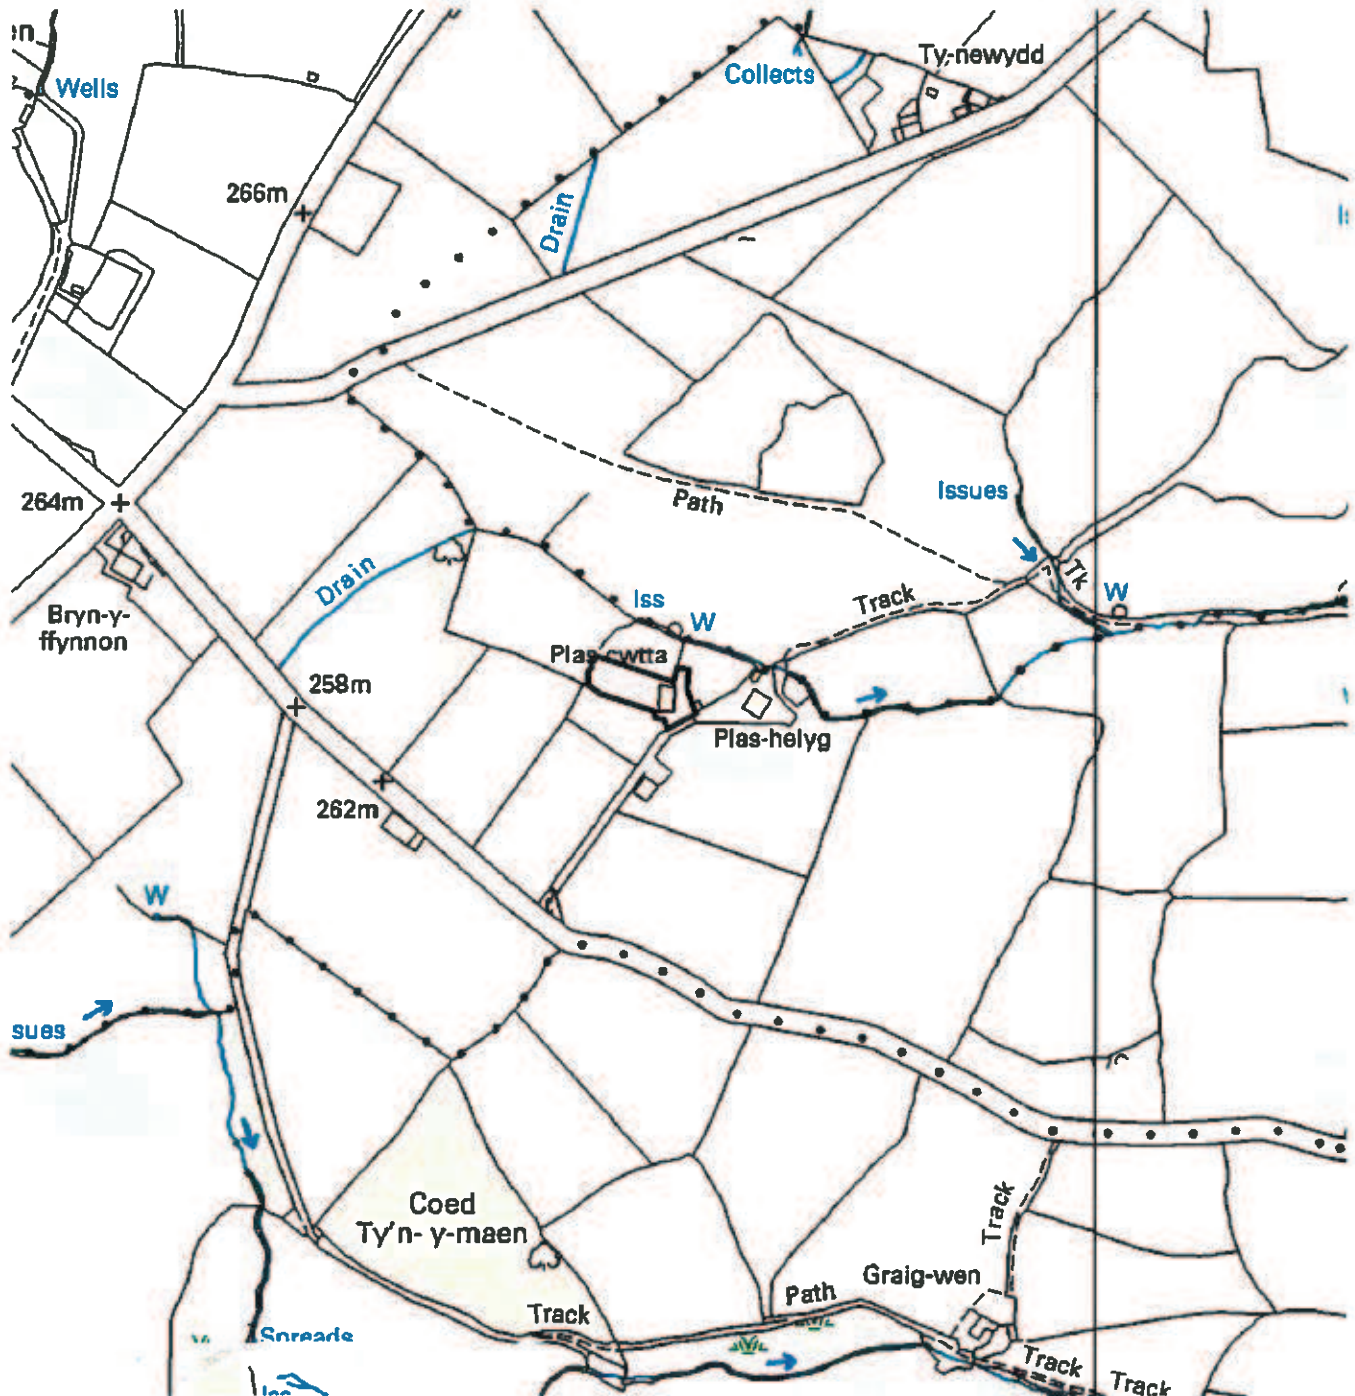 Wells
Collects
Ty-newydd
266m
Drain
264m
Path
Issues
Bryn-y-
ffynnon
Drain
Iss
W
Track
Tk
W
Plas-cwtta
258m
Plas-helyg
262m
W
sues
Coed
Ty'n-y-maen
Track
Graig-wen
Path
Track
Spreads
Track
Track
Iss